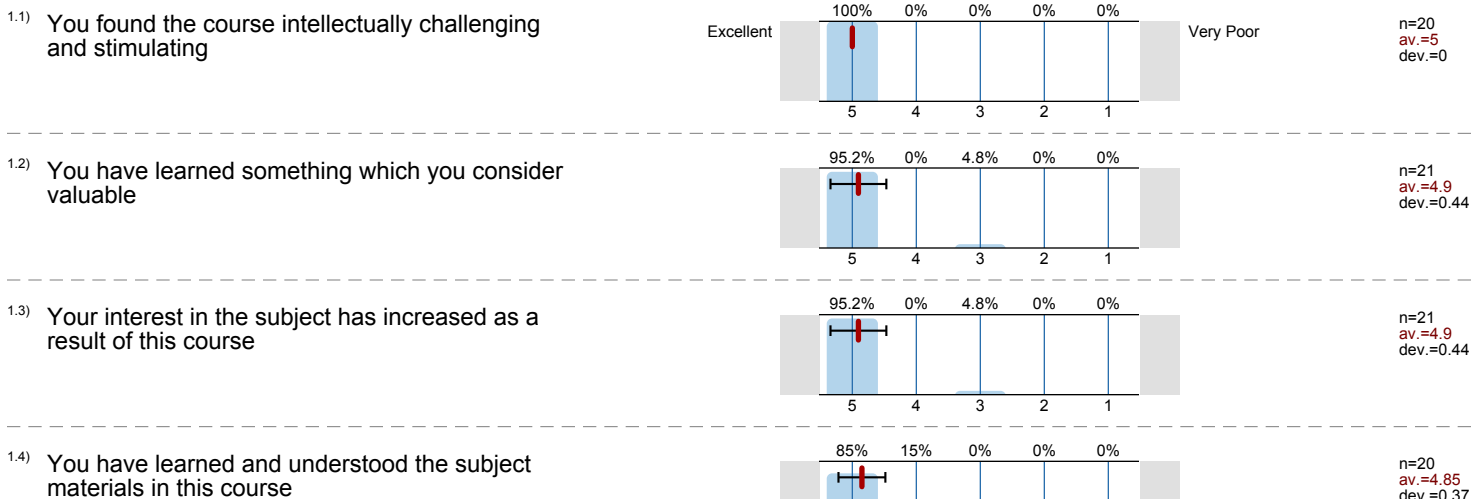 1.1) You found the course intellectually challenging
and stimulating
100% 0% 0% 0% 0%
Excellent Very Poor
5 4 3 2 1
n=20
av.=5
dev.=0
1.2) You have learned something which you consider
valuable
95.2% 0% 4.8% 0% 0%
5 4 3 2 1
n=21
av.=4.9
dev.=0.44
1.3) Your interest in the subject has increased as a
result of this course
95.2% 0% 4.8% 0% 0%
5 4 3 2 1
n=21
av.=4.9
dev.=0.44
1.4) You have learned and understood the subject
materials in this course
85% 15% 0% 0% 0%
n=20
av.=4.85
dev.=0.37